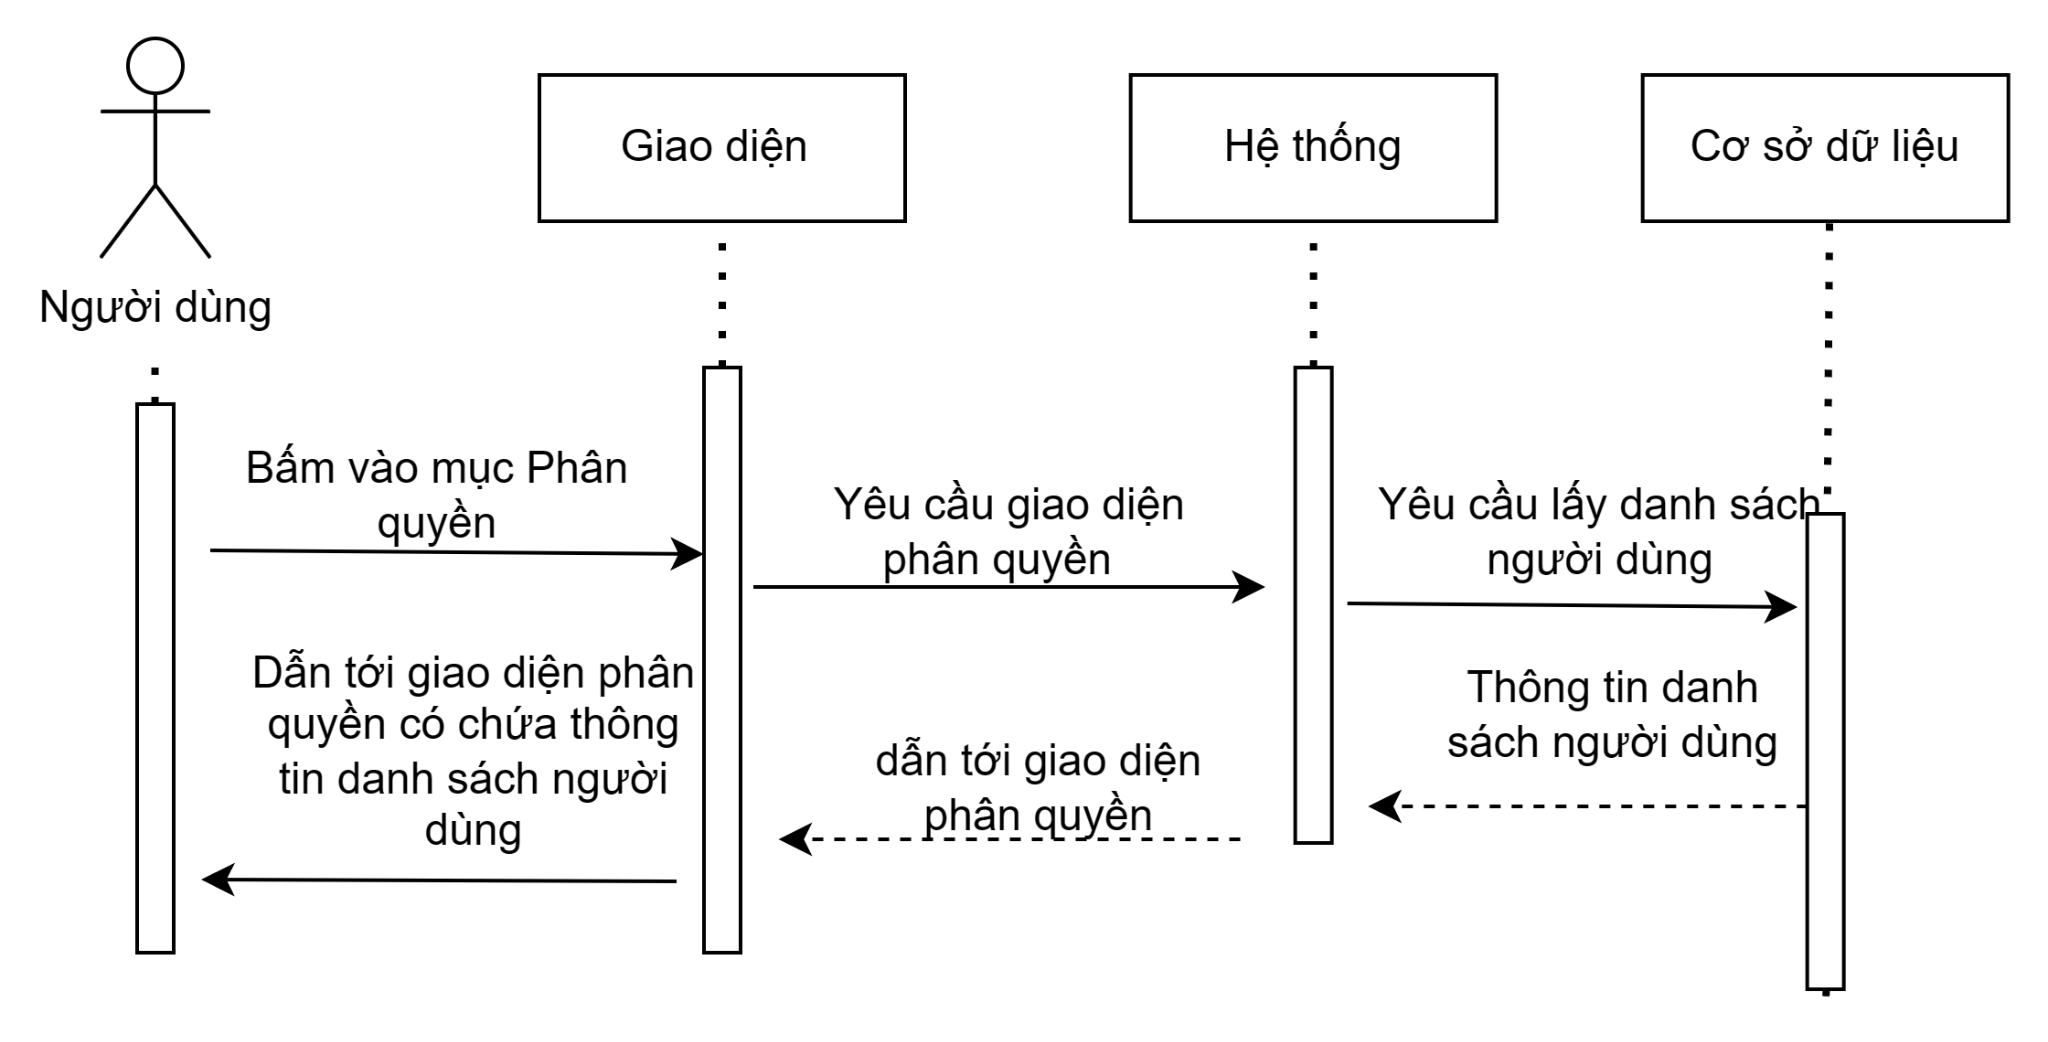 Giao diện
Hệ thống
Cơ sở dữ liệu
Người dùng
Bấm vào mục Phân
quyền
Yêu cầu giao diện
phân quyền
Yêu cầu lấy danh sách
người dùng
Dẫn tới giao diện phân
quyền có chứa thông
tin danh sách người
dùng
dẫn tới giao diện
phân quyền
Thông tin danh
sách người dùng